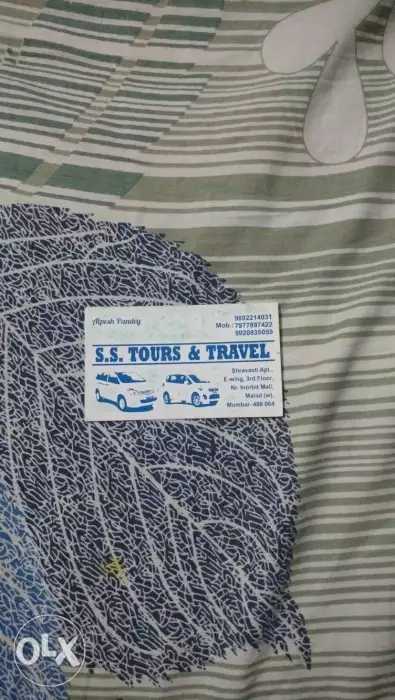 Alpesh Pandey
9892214031
Mob.: 7977897422
9920835059
S.S. TOURS & TRAVEL
Shravasti Apt.,
E-wing, 3rd Floor,
Nr. Inorbit Mall,
Malad (w),
Mumbai- 400 064
OLX